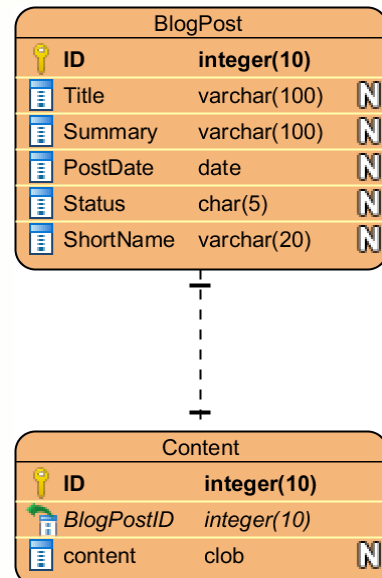 BlogPost
ID integer(10)
Title varchar(100) N
Summary varchar(100) N
PostDate date N
Status char(5) N
ShortName varchar(20) N
Content
ID integer(10)
BlogPostID integer(10)
content clob N